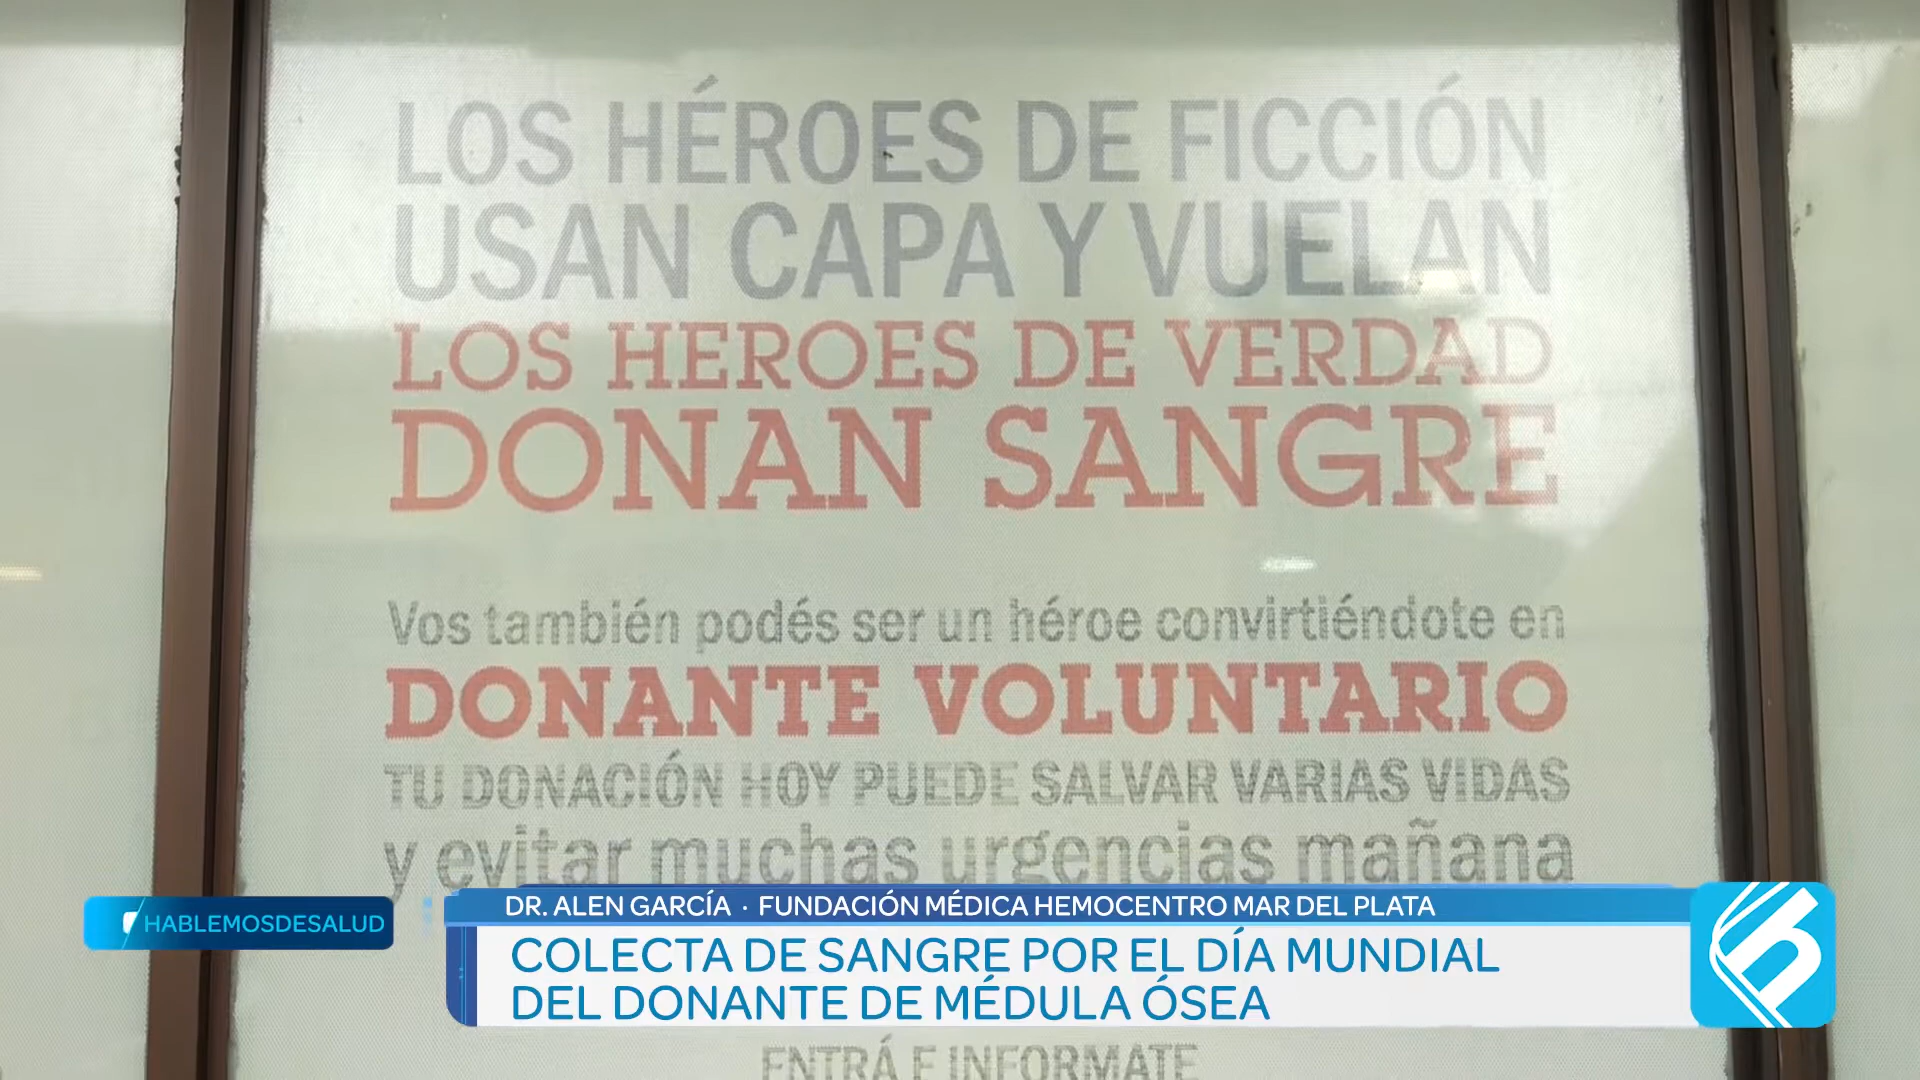 LOS HÉROES DE FICCIÓN
USAN CAPA Y VUELAN
LOS HEROES DE VERDAD
DONAN SANGRE
Vos también podés ser un héroe convirtiéndote en
DONANTE VOLUNTARIO
TU DONACIÓN HOY PUEDE SALVAR VARIAS VIDAS
y evitar muchas urgencias mañana
HABLEMOSDESALUD
DR. ALEN GARCÍA · FUNDACIÓN MÉDICA HEMOCENTRO MAR DEL PLATA
COLECTA DE SANGRE POR EL DÍA MUNDIAL
DEL DONANTE DE MÉDULA ÓSEA
ENTRÁ E INFORMATE